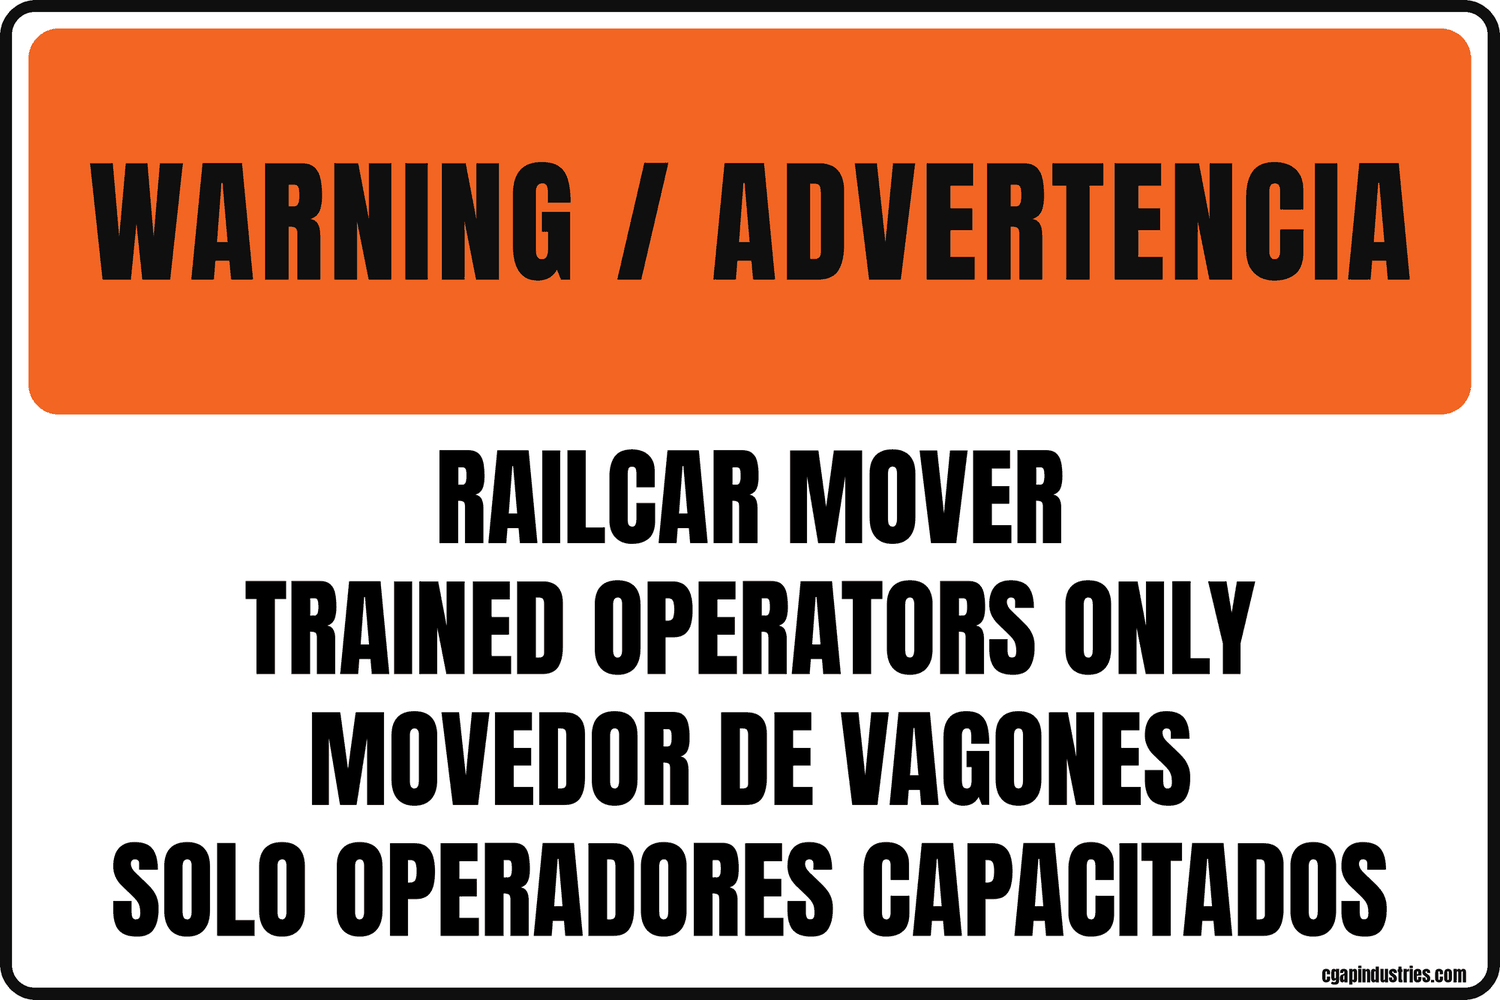 WARNING / ADVERTENCIA
RAILCAR MOVER
TRAINED OPERATORS ONLY
MOVEDOR DE VAGONES
SOLO OPERADORES CAPACITADOS
cgapindustries.com